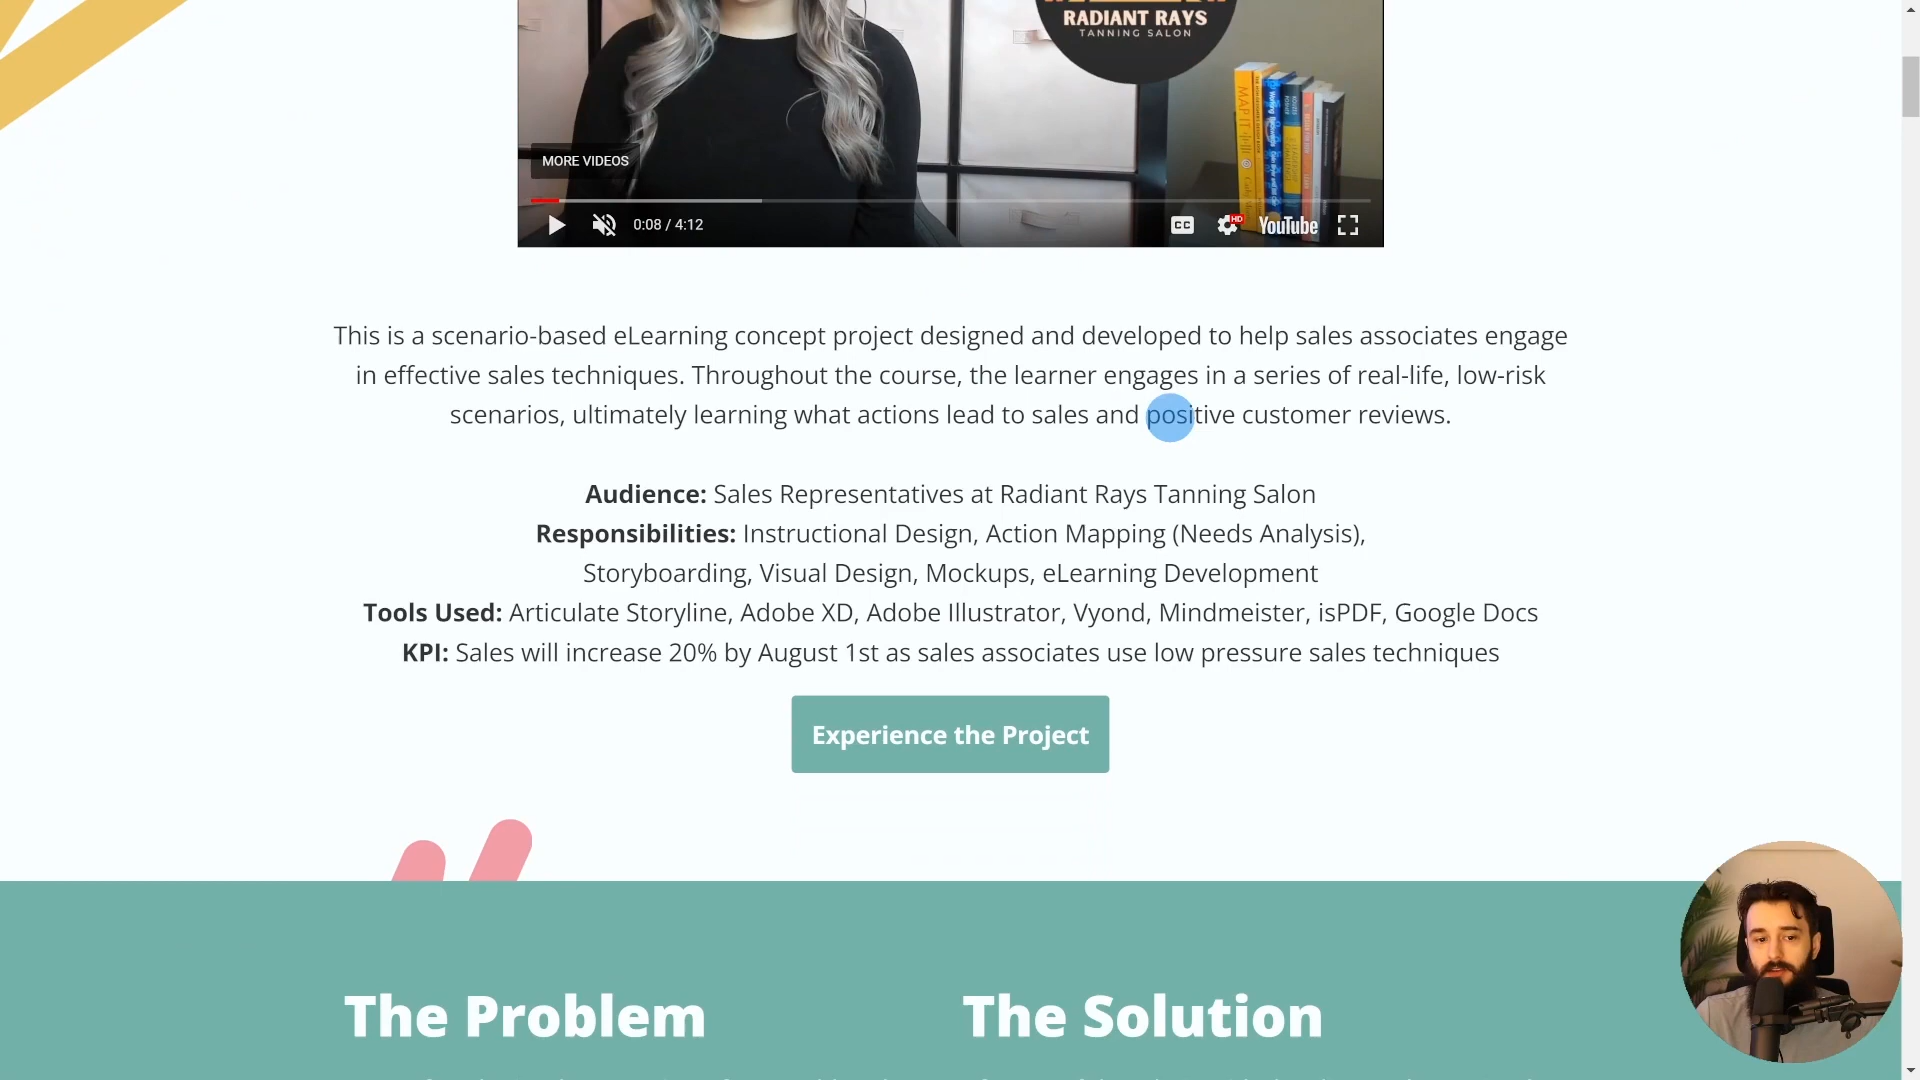 RADIANT RAYS
TANNING SALON
MAP IT
MORE VIDEOS
0:08 / 4:12
CC
HD
YouTube
This is a scenario-based eLearning concept project designed and developed to help sales associates engage
in effective sales techniques. Throughout the course, the learner engages in a series of real-life, low-risk
scenarios, ultimately learning what actions lead to sales and positive customer reviews.
Audience: Sales Representatives at Radiant Rays Tanning Salon
Responsibilities: Instructional Design, Action Mapping (Needs Analysis),
Storyboarding, Visual Design, Mockups, eLearning Development
Tools Used: Articulate Storyline, Adobe XD, Adobe Illustrator, Vyond, Mindmeister, isPDF, Google Docs
KPI: Sales will increase 20% by August 1st as sales associates use low pressure sales techniques
Experience the Project
The Problem
The Solution